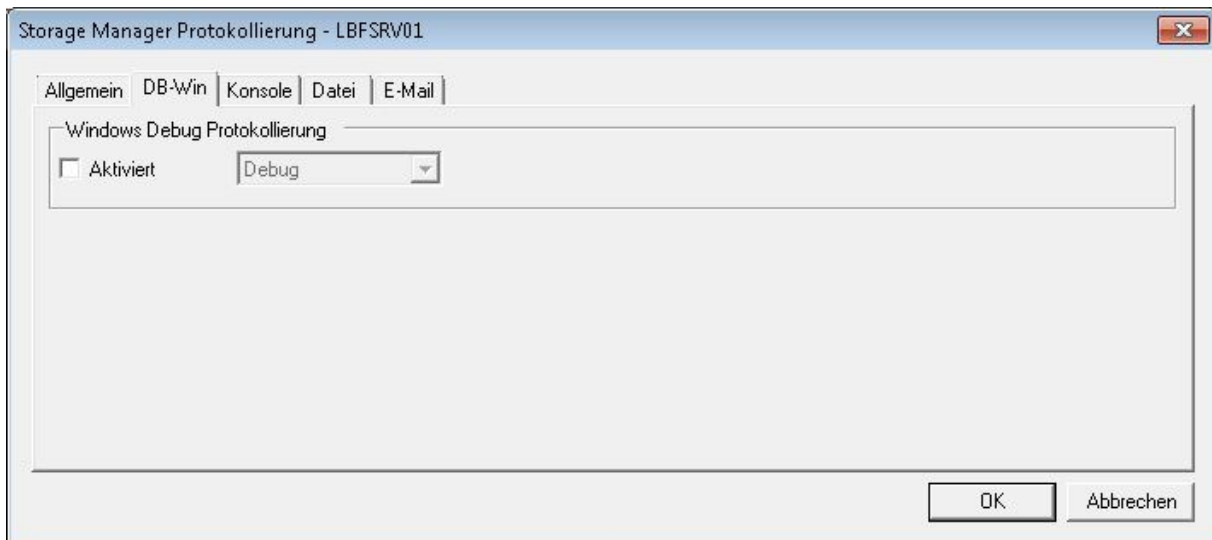 Storage Manager Protokollierung - LBFSRV01
Allgemein DB-Win Konsole Datei E-Mail
Windows Debug Protokollierung
Aktiviert Debug
OK Abbrechen